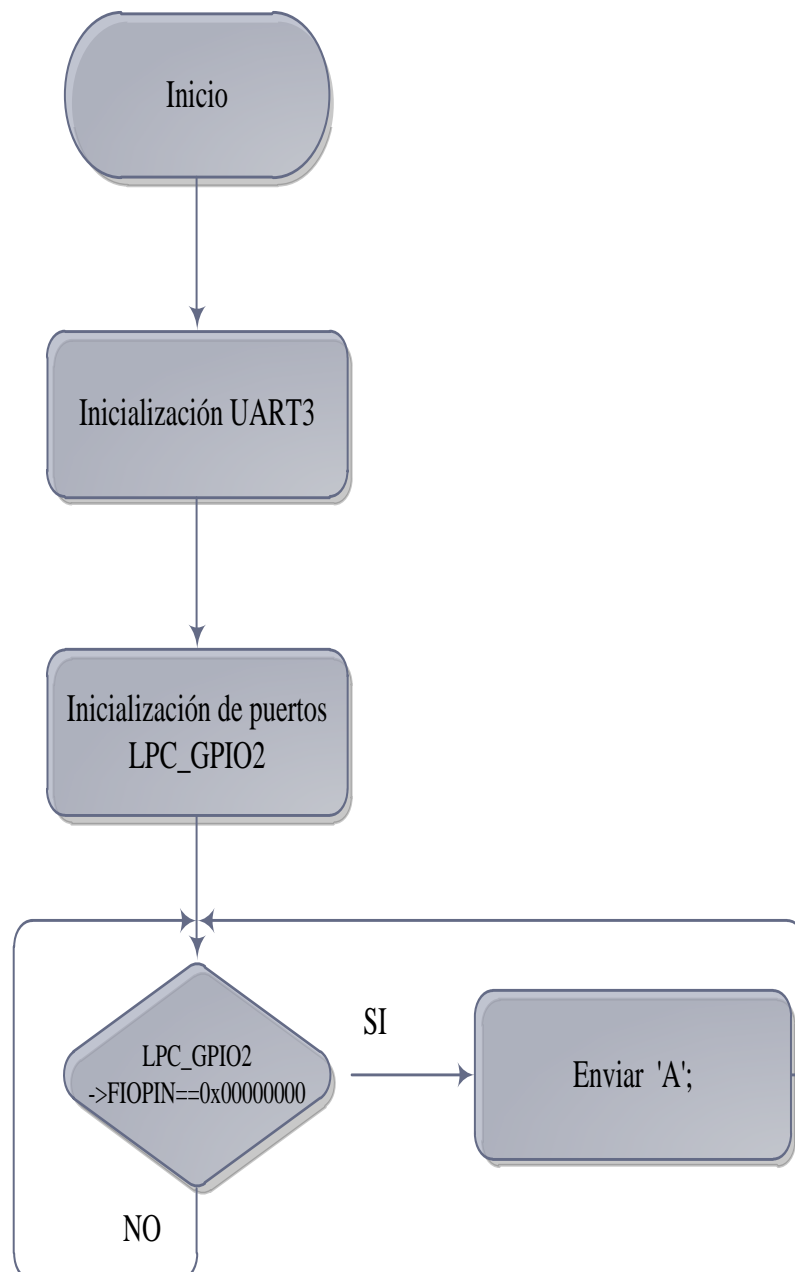 Inicio
Inicialización UART3
Inicialización de puertos
LPC_GPIO2
LPC_GPIO2
->FIOPIN==0x00000000
SI
Enviar 'A';
NO